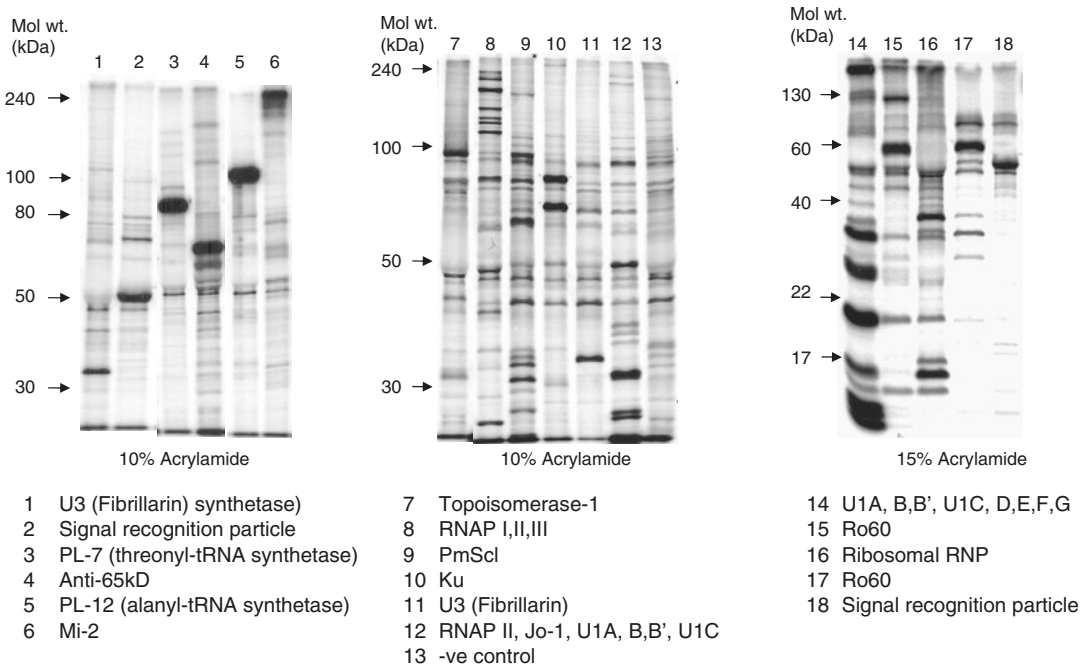 Mol wt.
(kDa)
1 2 3 4 5 6
240
100
80
50
30
10% Acrylamide
1 U3 (Fibrillarin) synthetase)
2 Signal recognition particle
3 PL-7 (threonyl-tRNA synthetase)
4 Anti-65kD
5 PL-12 (alanyl-tRNA synthetase)
6 Mi-2
Mol wt.
(kDa)
7 8 9 10 11 12 13
240
100
50
30
10% Acrylamide
7 Topoisomerase-1
8 RNAP I,II,III
9 PmScl
10 Ku
11 U3 (Fibrillarin)
12 RNAP II, Jo-1, U1A, B,B’, U1C
13 -ve control
Mol wt.
(kDa)
14 15 16 17 18
130
60
40
22
17
15% Acrylamide
14 U1A, B,B’, U1C, D,E,F,G
15 Ro60
16 Ribosomal RNP
17 Ro60
18 Signal recognition particle